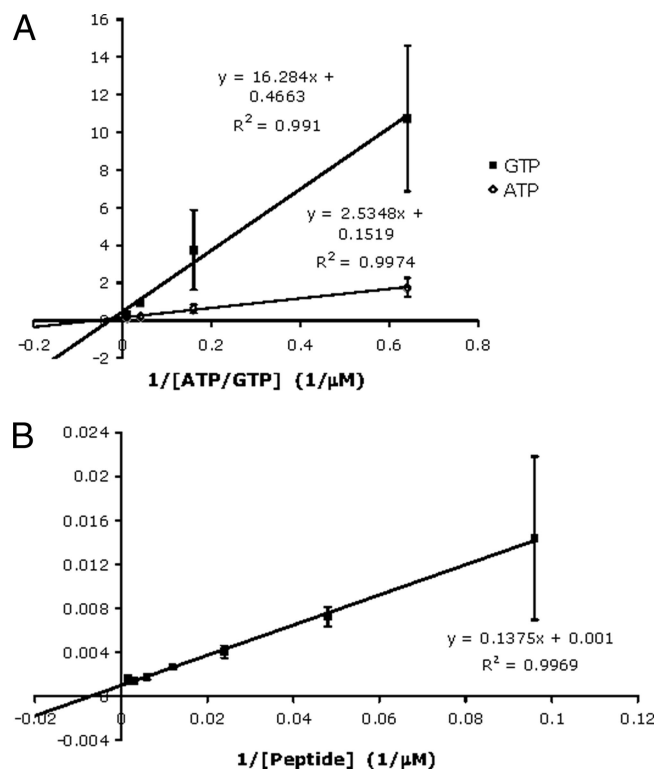 A
16
14
12
10
8
6
4
2
0
-2
y = 16.284x +
0.4663
R² = 0.991
GTP
ATP
y = 2.5348x +
0.1519
R² = 0.9974
-0.2 0 0.2 0.4 0.6 0.8
1/[ATP/GTP] (1/μM)
B
0.024
0.02
0.016
0.012
0.008
0.004
0
-0.004
y = 0.1375x + 0.001
R² = 0.9969
-0.02 0 0.02 0.04 0.06 0.08 0.1 0.12
1/[Peptide] (1/μM)